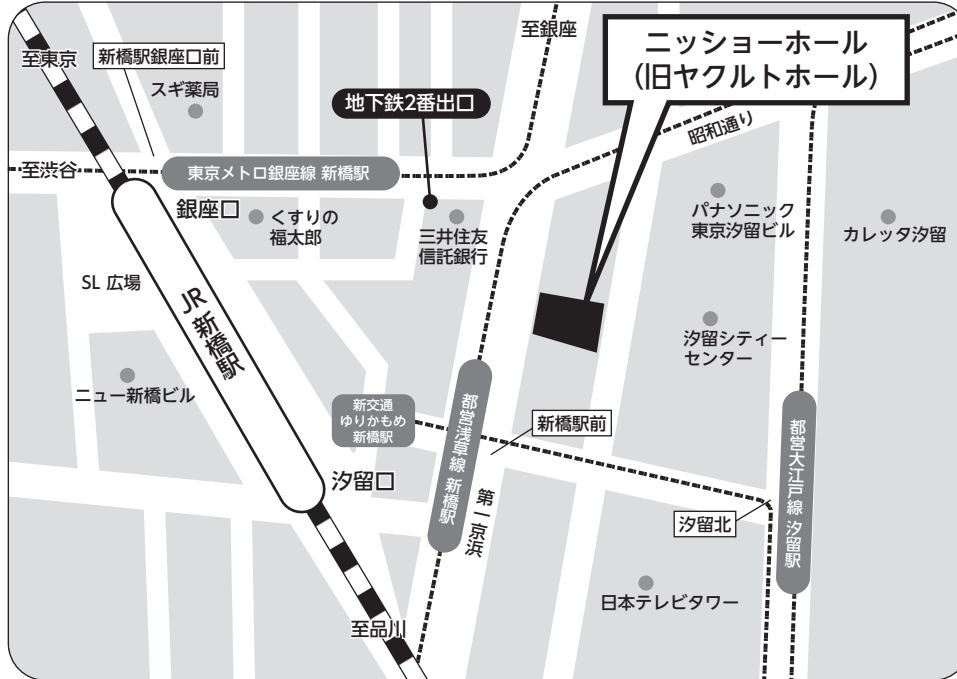 至東京
新橋駅銀座口前
スギ薬局
至銀座
ニッショーホール
(旧ヤクルトホール)
地下鉄2番出口
昭和通り
至渋谷
東京メトロ銀座線 新橋駅
銀座口
くすりの
福太郎
三井住友
信託銀行
パナソニック
東京汐留ビル
カレッタ汐留
SL 広場
JR 新橋駅
汐留シティー
センター
ニュー新橋ビル
新交通
ゆりかもめ
新橋駅
都営浅草線 新橋駅
新橋駅前
都営大江戸線 汐留駅
汐留口
第一京浜
汐留北
日本テレビタワー
至品川